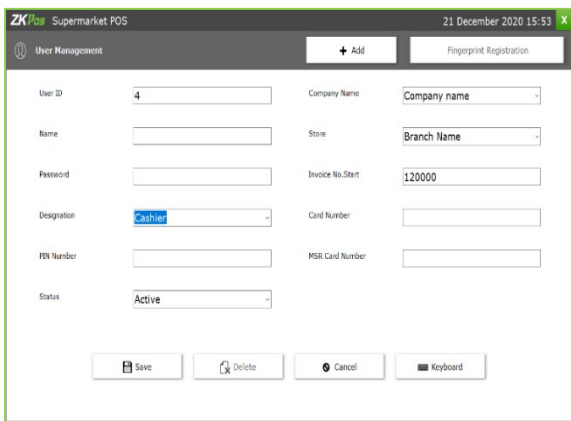 ZKPos Supermarket POS 21 December 2020 15:53 X
User Management + Add Fingerprint Registration
User ID 4 Company Name Company name
Name Store Branch Name
Password Invoice No.Start 120000
Designation Cashier Card Number
PIN Number MSR Card Number
Status Active
Save Delete Cancel Keyboard